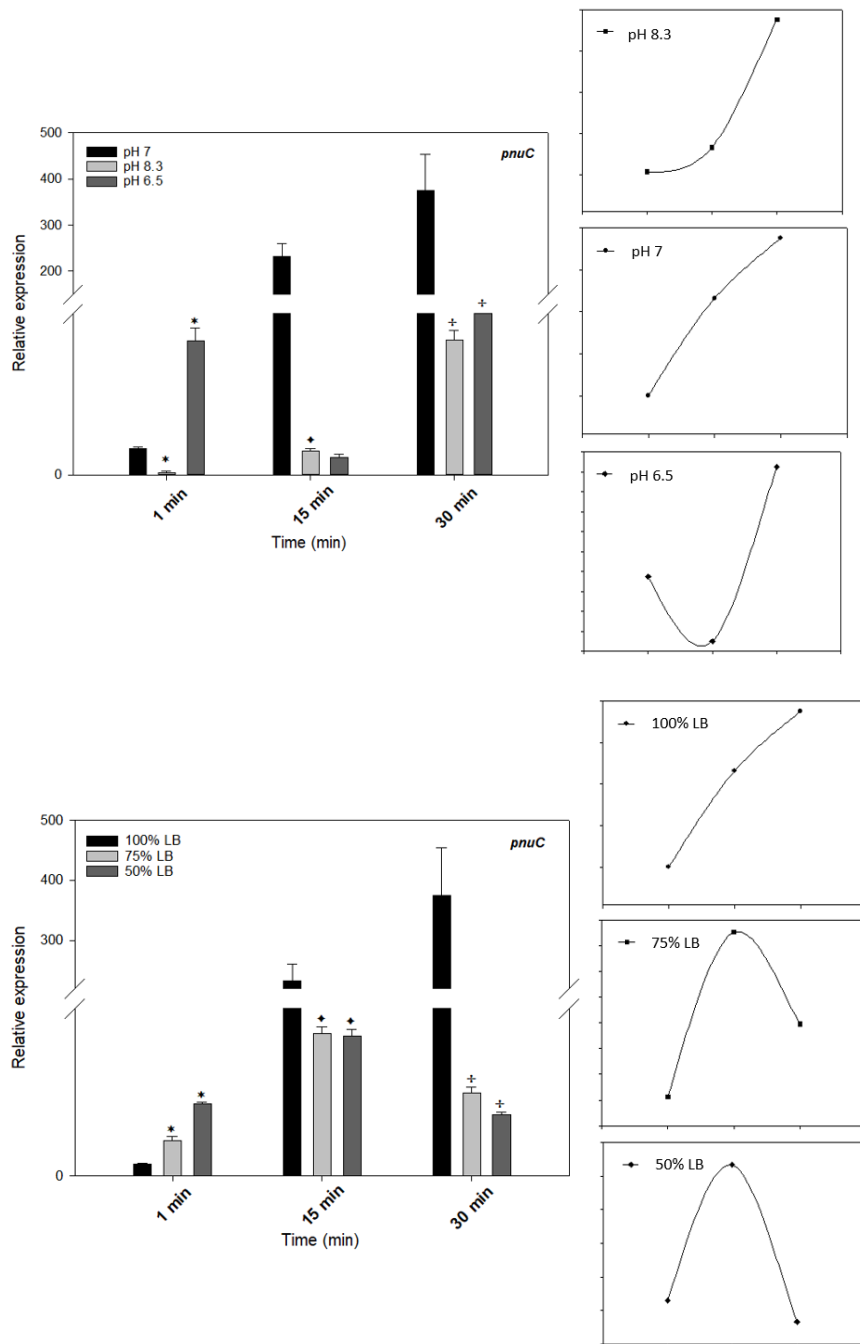 pH 8.3
500
pH 7
pH 8.3
pH 6.5
pnuC
400
300
200
Relative expression
*
*
✦
÷
÷
0
1 min
15 min
30 min
Time (min)
pH 7
pH 6.5
100% LB
500
100% LB
75% LB
50% LB
pnuC
400
300
Relative expression
*
*
✦
✦
÷
÷
0
1 min
15 min
30 min
Time (min)
75% LB
50% LB